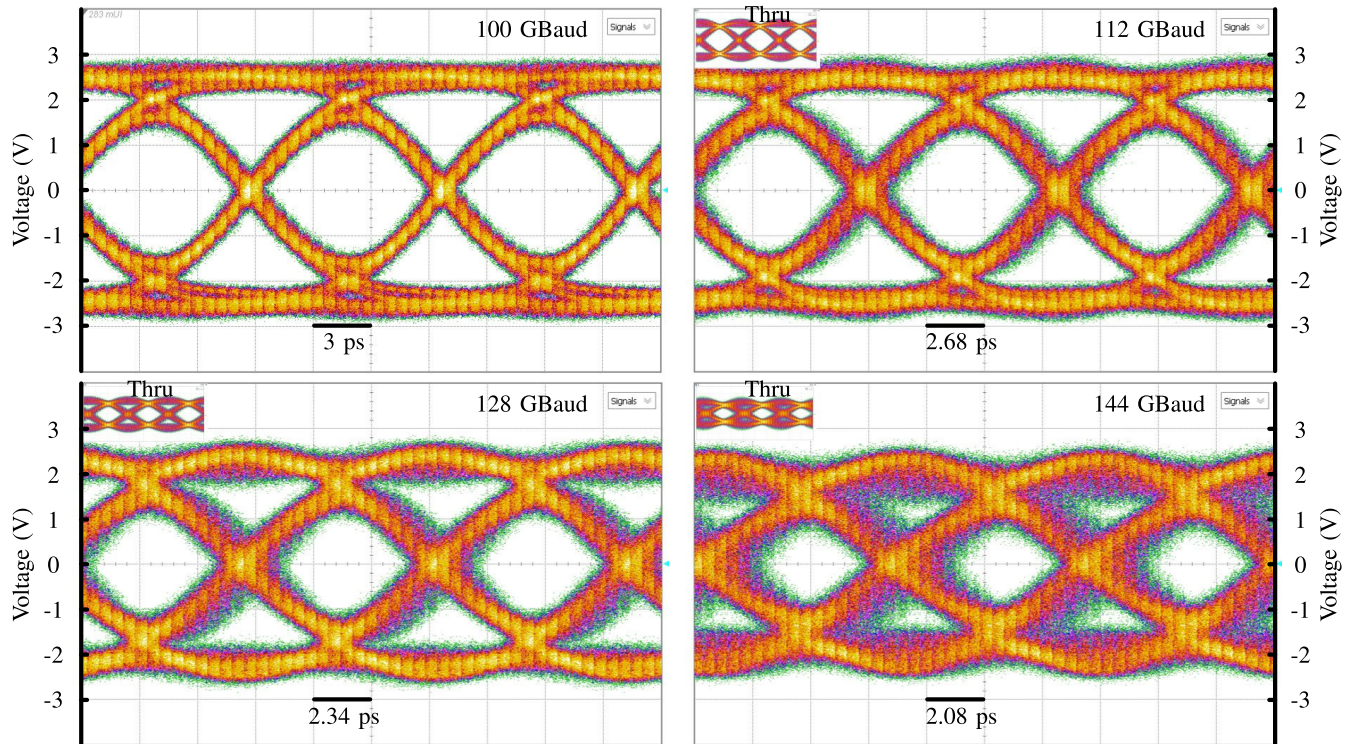 283 mUI
100 GBaud
Signals
3
2
1
0
-1
-2
-3
Voltage (V)
3 ps
Thru
112 GBaud
Signals
3
2
1
0
-1
-2
-3
Voltage (V)
2.68 ps
Thru
128 GBaud
Signals
3
2
1
0
-1
-2
-3
Voltage (V)
2.34 ps
Thru
144 GBaud
Signals
3
2
1
0
-1
-2
-3
Voltage (V)
2.08 ps